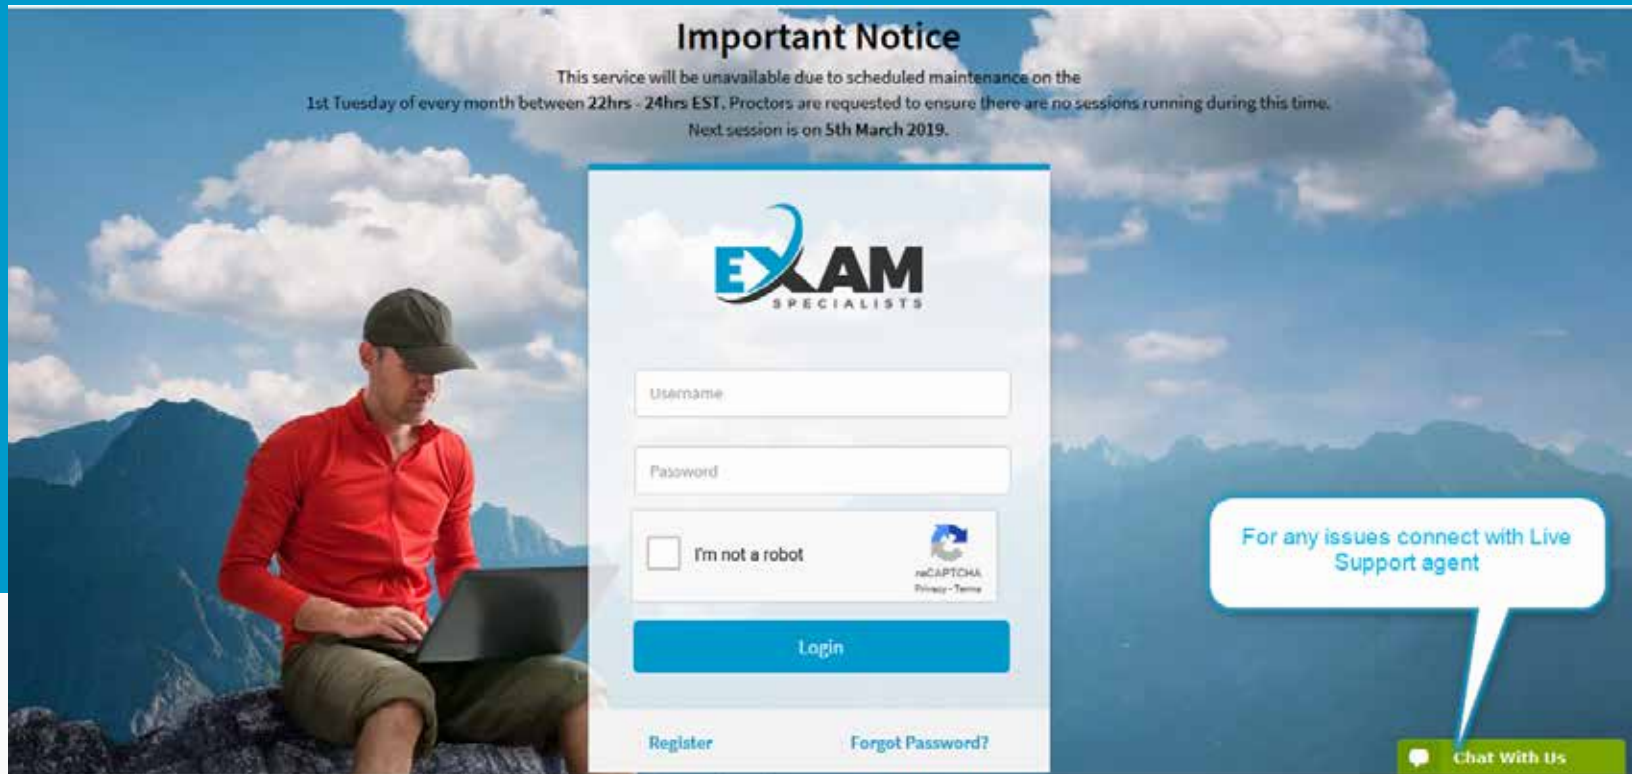 Important Notice
This service will be unavailable due to scheduled maintenance on the
1st Tuesday of every month between 22hrs - 24hrs EST. Proctors are requested to ensure there are no sessions running during this time.
Next session is on 5th March 2019.
EXAM
SPECIALISTS
Username
Password
I'm not a robot
reCAPTCHA
Privacy - Terms
Login
For any issues connect with Live
Support agent
Register
Forgot Password?
Chat With Us